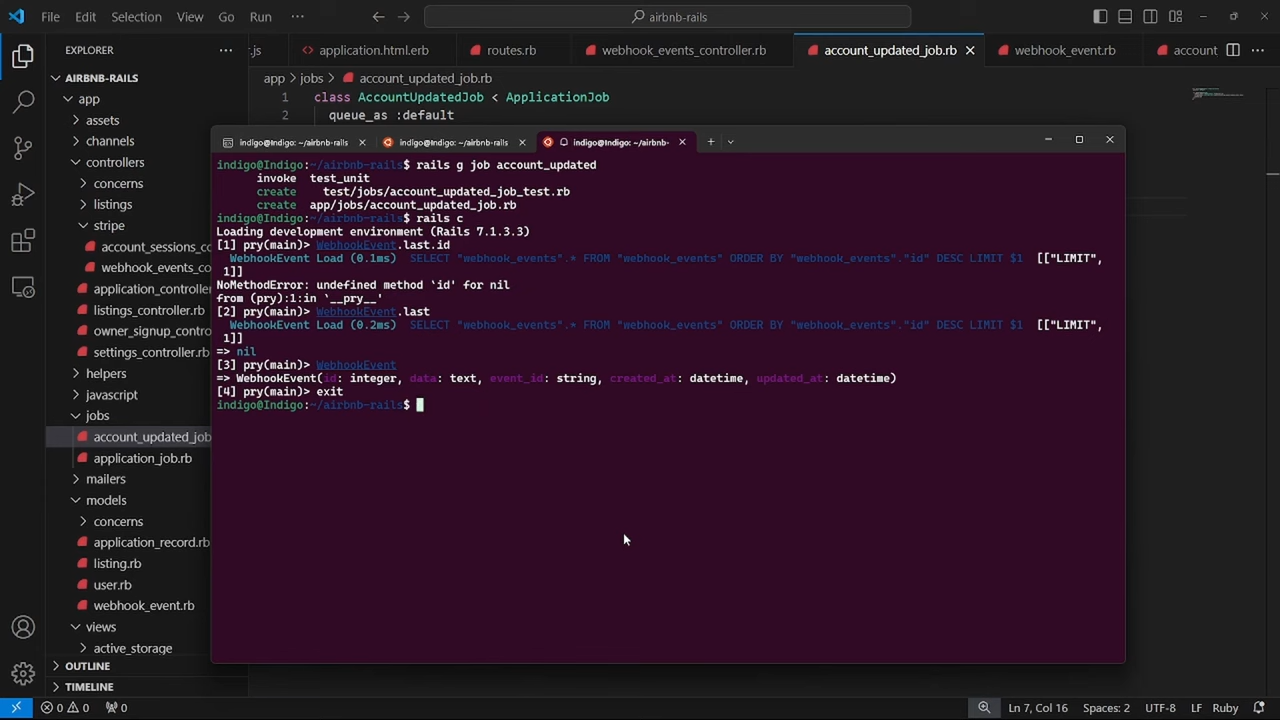 File Edit Selection View Go Run ··· airbnb-rails
EXPLORER ···
.js application.html.erb routes.rb webhook_events_controller.rb account_updated_job.rb webhook_event.rb account ···
AIRBNB-RAILS
app
assets
channels
controllers
concerns
listings
stripe
account_sessions_co
webhook_events_co
application_controller.rb
listings_controller.rb
owner_signup_contro
settings_controller.rb
helpers
javascript
jobs
account_updated_job
application_job.rb
mailers
models
concerns
application_record.rb
listing.rb
user.rb
webhook_event.rb
views
active_storage
OUTLINE
TIMELINE
app > jobs > account_updated_job.rb
1 class AccountUpdatedJob < ApplicationJob
2 queue_as :default
indigo@Indigo: ~/airbnb-rails indigo@Indigo: ~/airbnb-rails indigo@Indigo: ~/airbnb-
indigo@Indigo:~/airbnb-rails$ rails g job account_updated
invoke test_unit
create test/jobs/account_updated_job_test.rb
create app/jobs/account_updated_job.rb
indigo@Indigo:~/airbnb-rails$ rails c
Loading development environment (Rails 7.1.3.3)
[1] pry(main)> WebhookEvent.last.id
WebhookEvent Load (0.1ms) SELECT "webhook_events".* FROM "webhook_events" ORDER BY "webhook_events"."id" DESC LIMIT $1 [["LIMIT",
1]]
NoMethodError: undefined method `id' for nil
from (pry):1:in `__pry__'
[2] pry(main)> WebhookEvent.last
WebhookEvent Load (0.2ms) SELECT "webhook_events".* FROM "webhook_events" ORDER BY "webhook_events"."id" DESC LIMIT $1 [["LIMIT",
1]]
=> nil
[3] pry(main)> WebhookEvent
=> WebhookEvent(id: integer, data: text, event_id: string, created_at: datetime, updated_at: datetime)
[4] pry(main)> exit
indigo@Indigo:~/airbnb-rails$
0 0 0 Ln 7, Col 16 Spaces: 2 UTF-8 LF Ruby